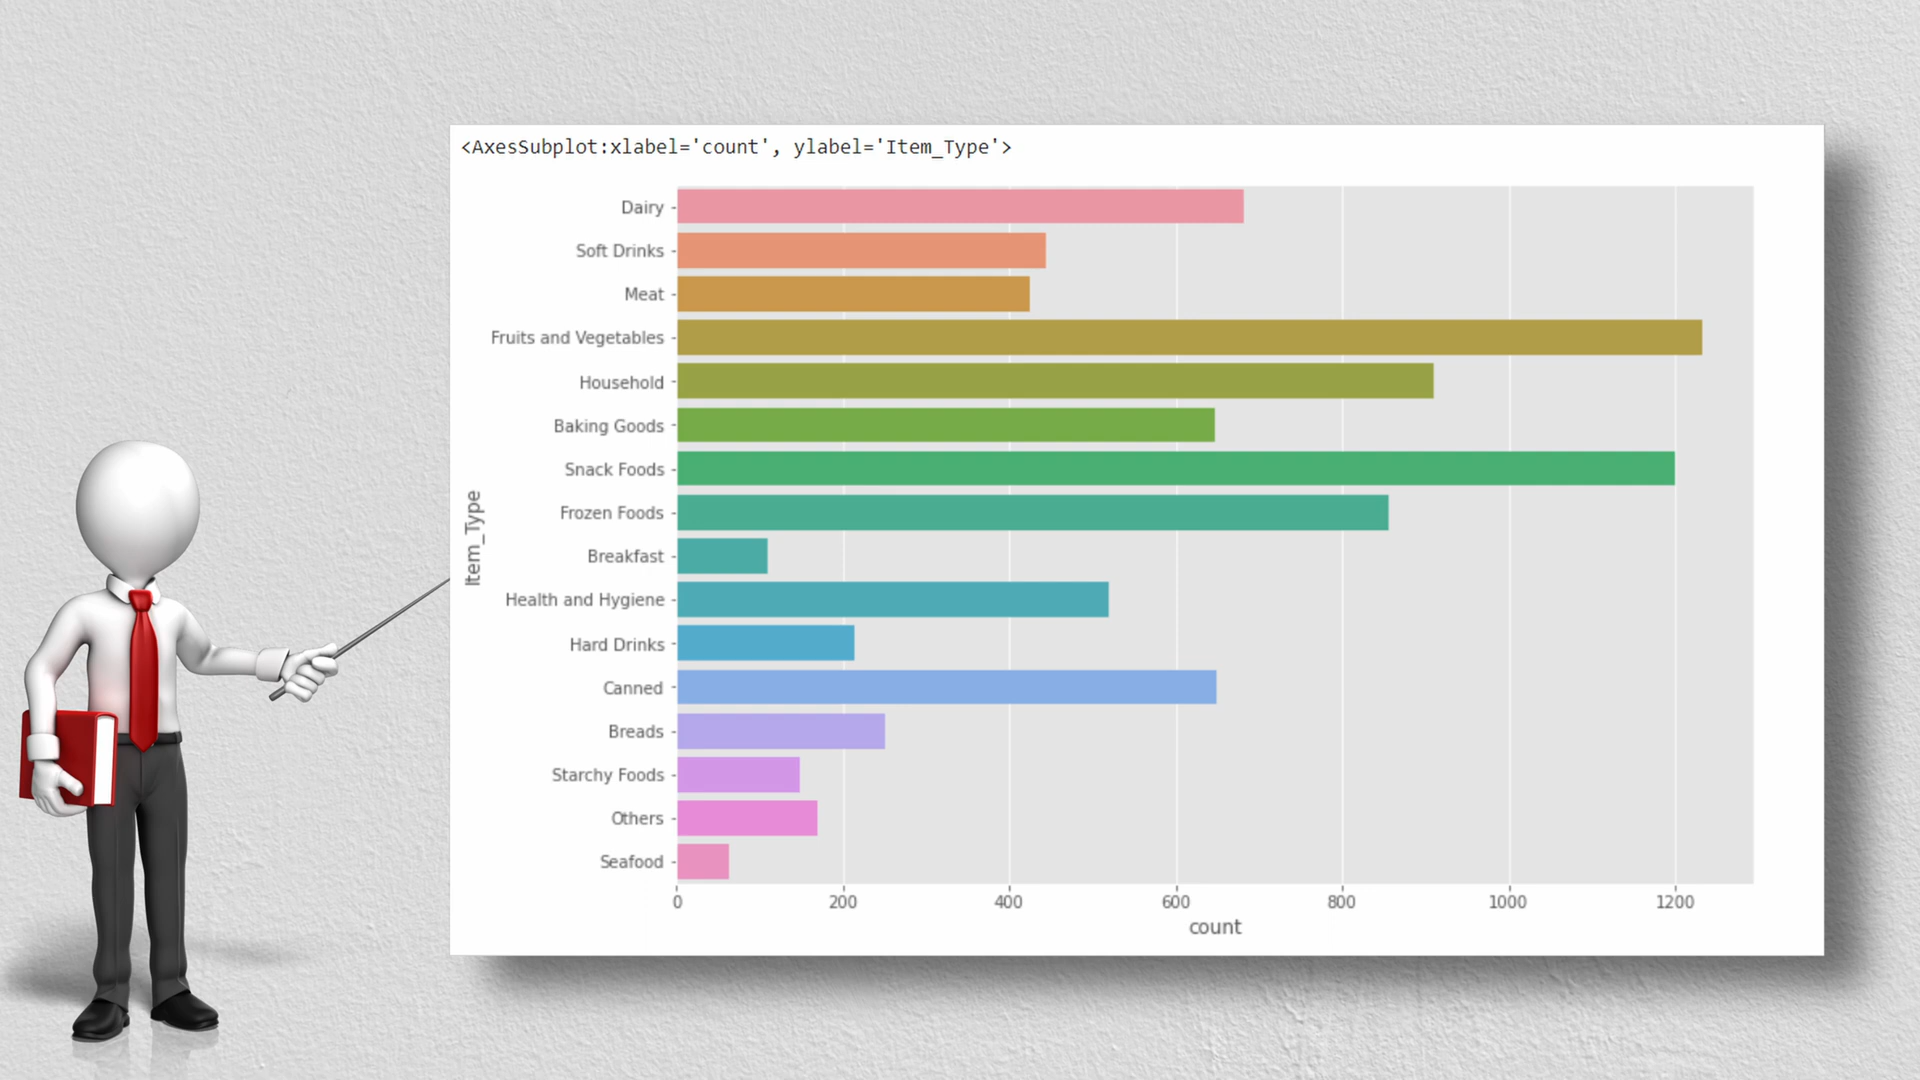 <AxesSubplot:xlabel='count', ylabel='Item_Type'>
Dairy
Soft Drinks
Meat
Fruits and Vegetables
Household
Baking Goods
Snack Foods
Frozen Foods
Breakfast
Health and Hygiene
Hard Drinks
Canned
Breads
Starchy Foods
Others
Seafood
Item_Type
0 200 400 600 800 1000 1200
count